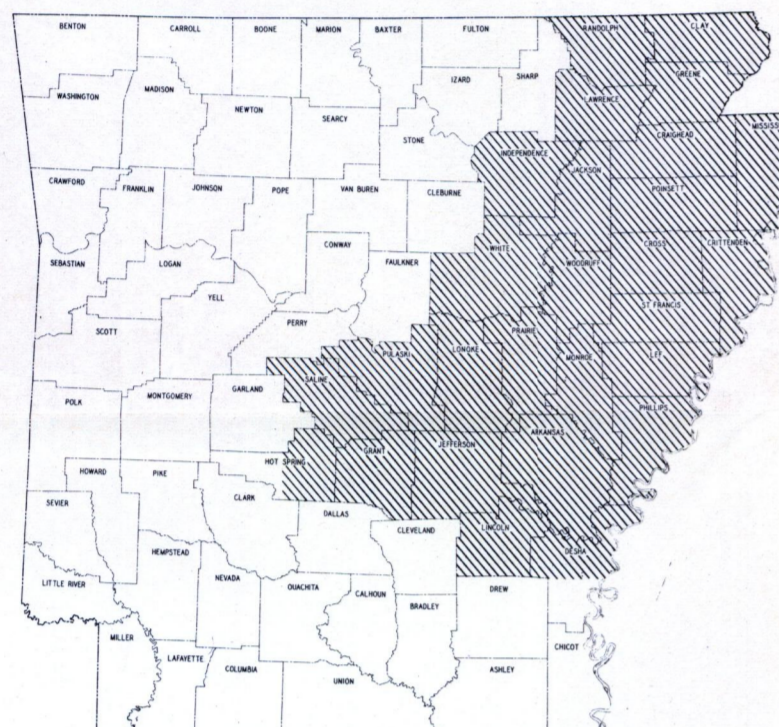 BENTON
CARROLL
BOONE
MARION
BAXTER
FULTON
RANDOLPH
CLAY
SHARP
IZARD
GREENE
WASHINGTON
MADISON
NEWTON
SEARCY
LAWRENCE
STONE
CRAIGHEAD
MISSISS
INDEPENDENCE
JACKSON
CRAWFORD
FRANKLIN
JOHNSON
POPE
VAN BUREN
CLEBURNE
POINSETT
CONWAY
WHITE
WOODRUFF
CROSS
CRITTENDEN
SEBASTIAN
LOGAN
FAULKNER
YELL
ST FRANCIS
SCOTT
PERRY
PULASKI
LONOKE
PRAIRIE
MONROE
LEE
POLK
MONTGOMERY
GARLAND
SALINE
PHILLIPS
ARKANSAS
HOT SPRING
GRANT
JEFFERSON
HOWARD
PIKE
CLARK
SEVIER
DALLAS
CLEVELAND
LINCOLN
DESHA
HEMPSTEAD
LITTLE RIVER
NEVADA
OUACHITA
CALHOUN
DREW
BRADLEY
MILLER
LAFAYETTE
COLUMBIA
UNION
ASHLEY
CHICOT